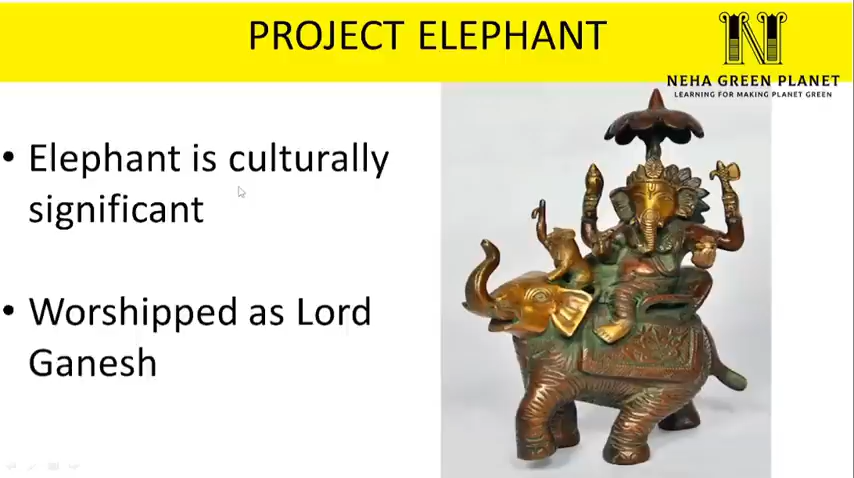 PROJECT ELEPHANT
NEHA GREEN PLANET
LEARNING FOR MAKING PLANET GREEN
• Elephant is culturally
significant
• Worshipped as Lord
Ganesh